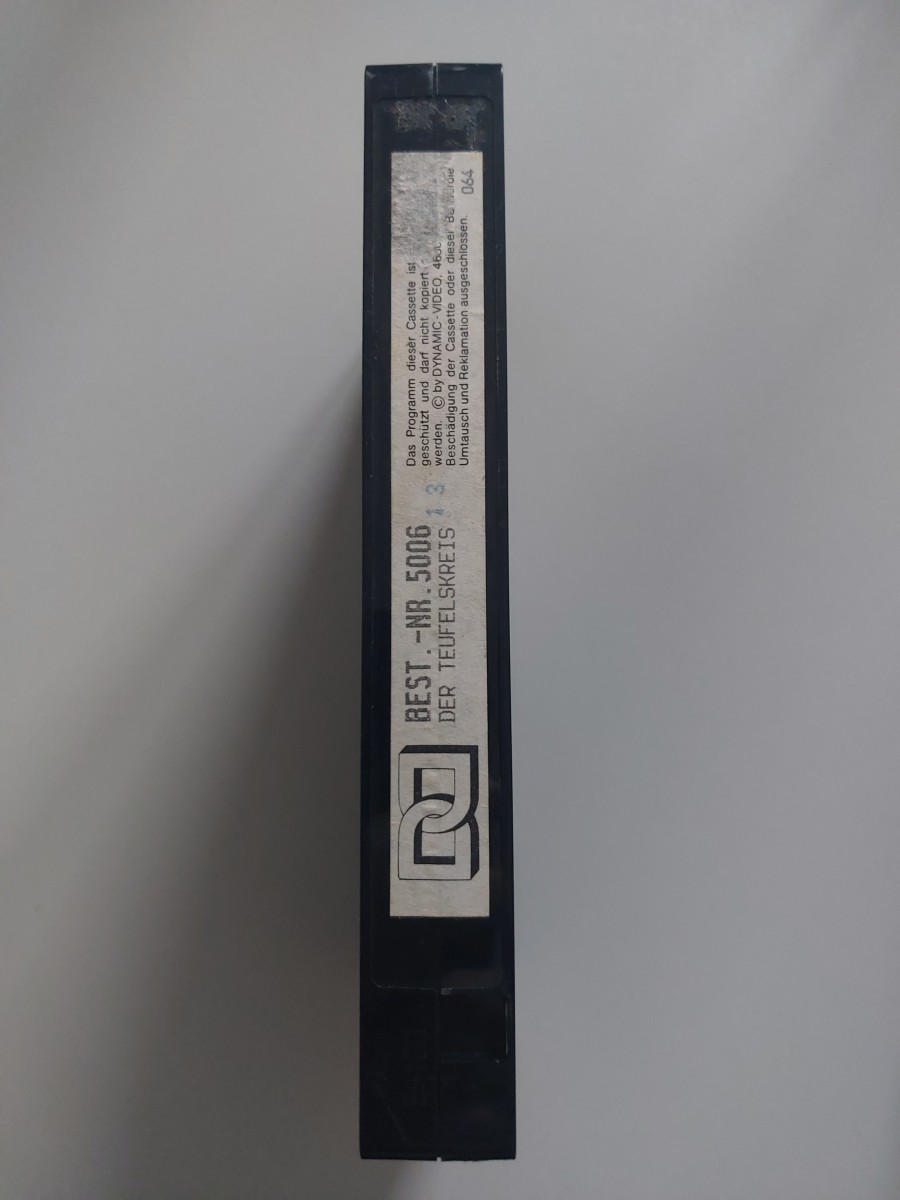 BEST.-NR.5006
DER TEUFELSKREIS 13
Das Programm dieser Cassette ist
geschützt und darf nicht kopiert
werden. © by DYNAMIC-VIDEO,
Beschädigung der Cassette oder dieser
Umtausch und Reklamation ausgeschlossen.
064